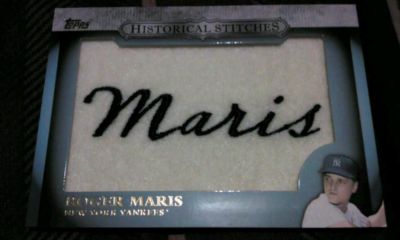 Topps
HISTORICAL STITCHES
Maris
ROGER MARIS
NEW YORK YANKEES®